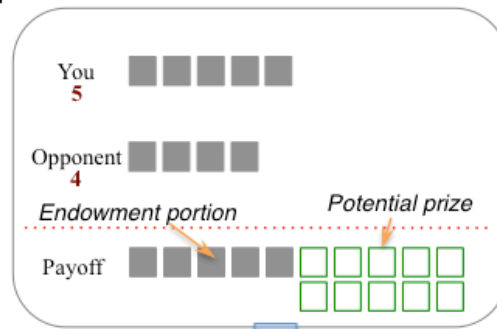 You
5
Opponent
4
Endowment portion
Potential prize
Payoff